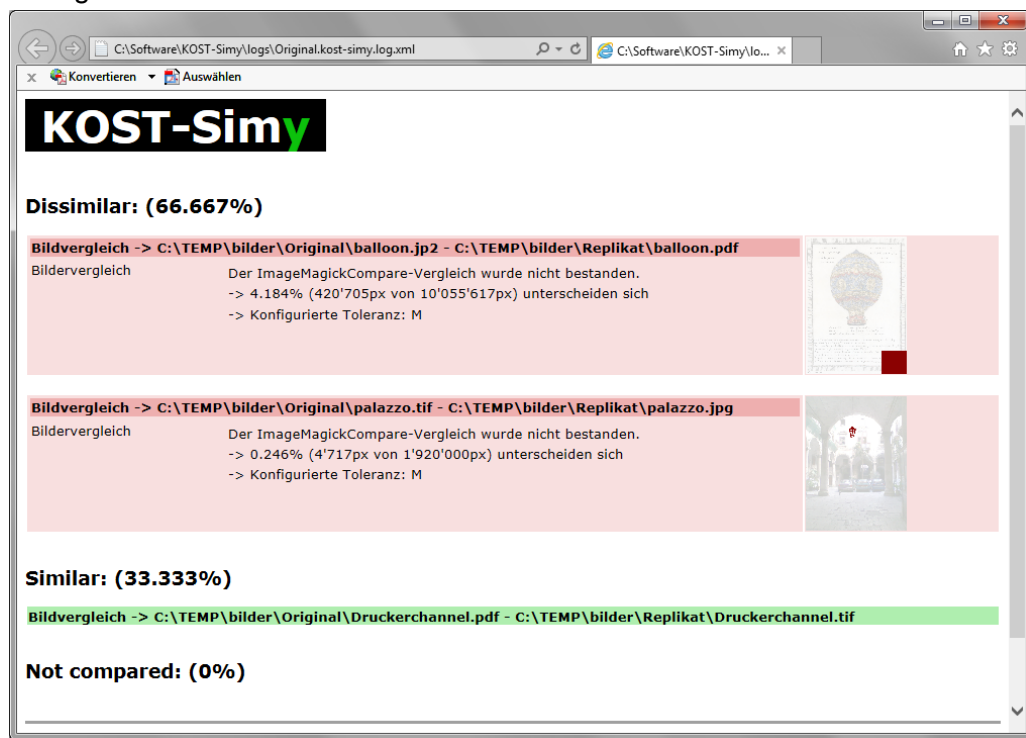 C:\Software\KOST-Simy\logs\Original.kost-simy.log.xml
C:\Software\KOST-Simy\lo...
Konvertieren Auswählen
KOST-Simy
Dissimilar: (66.667%)
Bildvergleich -> C:\TEMP\bilder\Original\balloon.jp2 - C:\TEMP\bilder\Replikat\balloon.pdf
Bildervergleich
Der ImageMagickCompare-Vergleich wurde nicht bestanden.
-> 4.184% (420'705px von 10'055'617px) unterscheiden sich
-> Konfigurierte Toleranz: M
Bildvergleich -> C:\TEMP\bilder\Original\palazzo.tif - C:\TEMP\bilder\Replikat\palazzo.jpg
Bildervergleich
Der ImageMagickCompare-Vergleich wurde nicht bestanden.
-> 0.246% (4'717px von 1'920'000px) unterscheiden sich
-> Konfigurierte Toleranz: M
Similar: (33.333%)
Bildvergleich -> C:\TEMP\bilder\Original\Druckerchannel.pdf - C:\TEMP\bilder\Replikat\Druckerchannel.tif
Not compared: (0%)